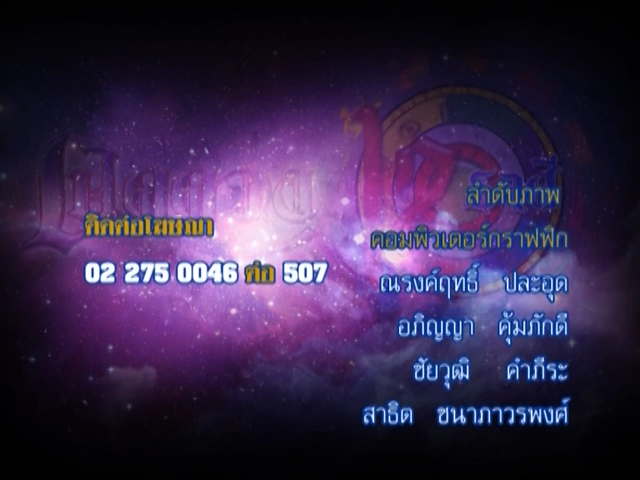 ติดต่อโฆษณา
02 275 0046 ต่อ 507
ลำดับภาพ
คอมพิวเตอร์กราฟฟิก
ณรงค์ฤทธิ์ ปละอุด
อภิญญา คุ้มภักดี
ชัยวุฒิ คำภีระ
สาธิต ชนาภาวรพงศ์